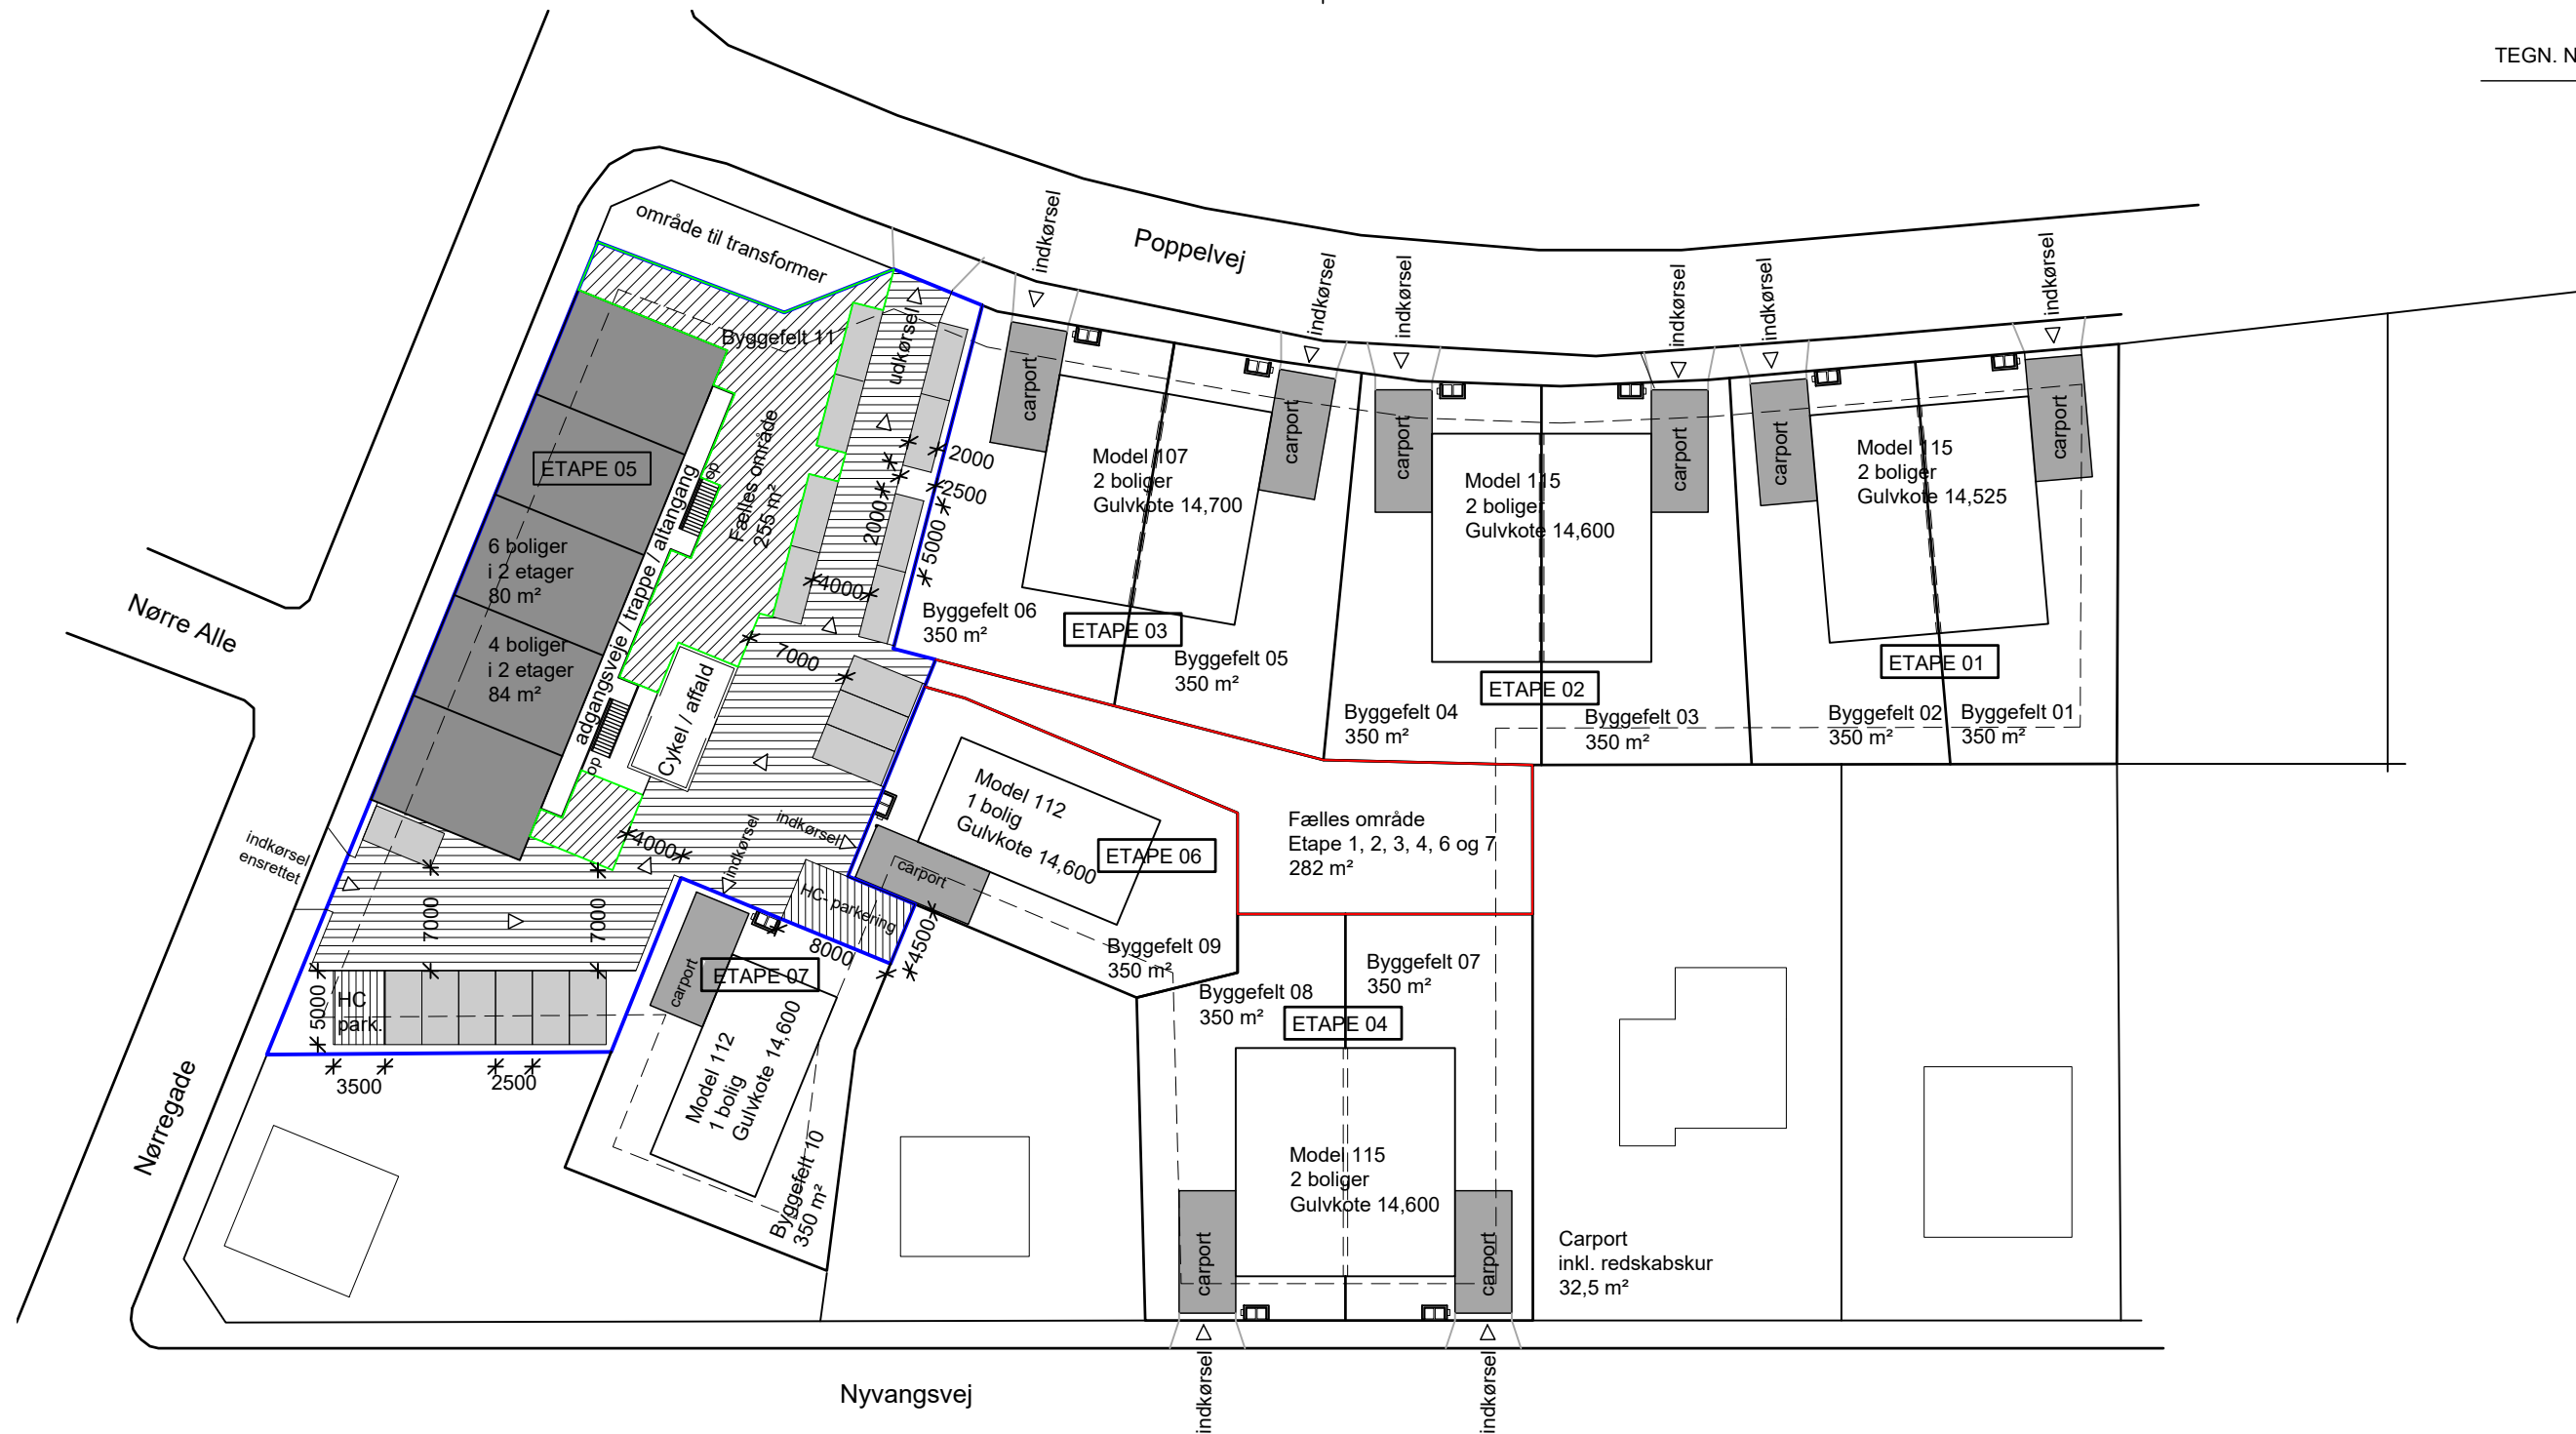 TEGN. N
område til transformer
Poppelvej
indkørsel
indkørsel
indkørsel
indkørsel
indkørsel
indkørsel
Byggefelt 11
udkørsel
carport
carport
carport
carport
carport
carport
Model 107
2 boliger
Gulvkote 14,700
Model 115
2 boliger
Gulvkote 14,600
Model 115
2 boliger
Gulvkote 14,525
ETAPE 05
Fælles område
255 m²
op
2000
2500
2000
5000
4000
6 boliger
i 2 etager
80 m²
4 boliger
i 2 etager
84 m²
adgangsveje / trappe / altangang
op
Nørre Alle
Byggefelt 06
350 m²
ETAPE 03
Byggefelt 05
350 m²
ETAPE 02
ETAPE 01
Byggefelt 04
350 m²
Byggefelt 03
350 m²
Byggefelt 02
350 m²
Byggefelt 01
350 m²
7000
Cykel / affald
Model 112
1 bolig
Gulvkote 14,600
ETAPE 06
Fælles område
Etape 1, 2, 3, 4, 6 og 7
282 m²
indkørsel
ensrettet
4000
indkørsel
indkørsel
carport
HC- parkering
7000
7000
8000
4500
Byggefelt 09
350 m²
ETAPE 07
carport
HC
park.
5000
3500
2500
Model 112
1 bolig
Gulvkote 14,600
Byggefelt 10
350 m²
Byggefelt 08
350 m²
Byggefelt 07
350 m²
ETAPE 04
Nørregade
Model 115
2 boliger
Gulvkote 14,600
carport
carport
Carport
inkl. redskabskur
32,5 m²
indkørsel
indkørsel
Nyvangsvej